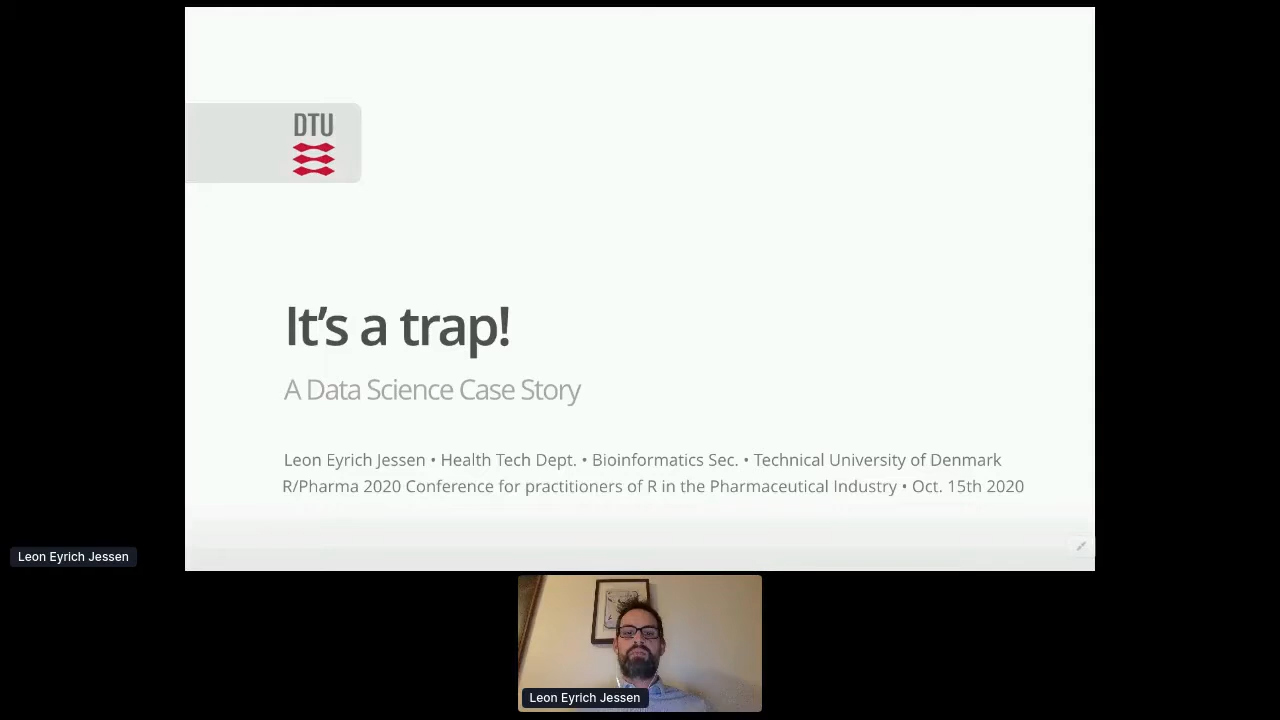 DTU
It's a trap!
A Data Science Case Story
Leon Eyrich Jessen • Health Tech Dept. • Bioinformatics Sec. • Technical University of Denmark
R/Pharma 2020 Conference for practitioners of R in the Pharmaceutical Industry • Oct. 15th 2020
Leon Eyrich Jessen
Leon Eyrich Jessen